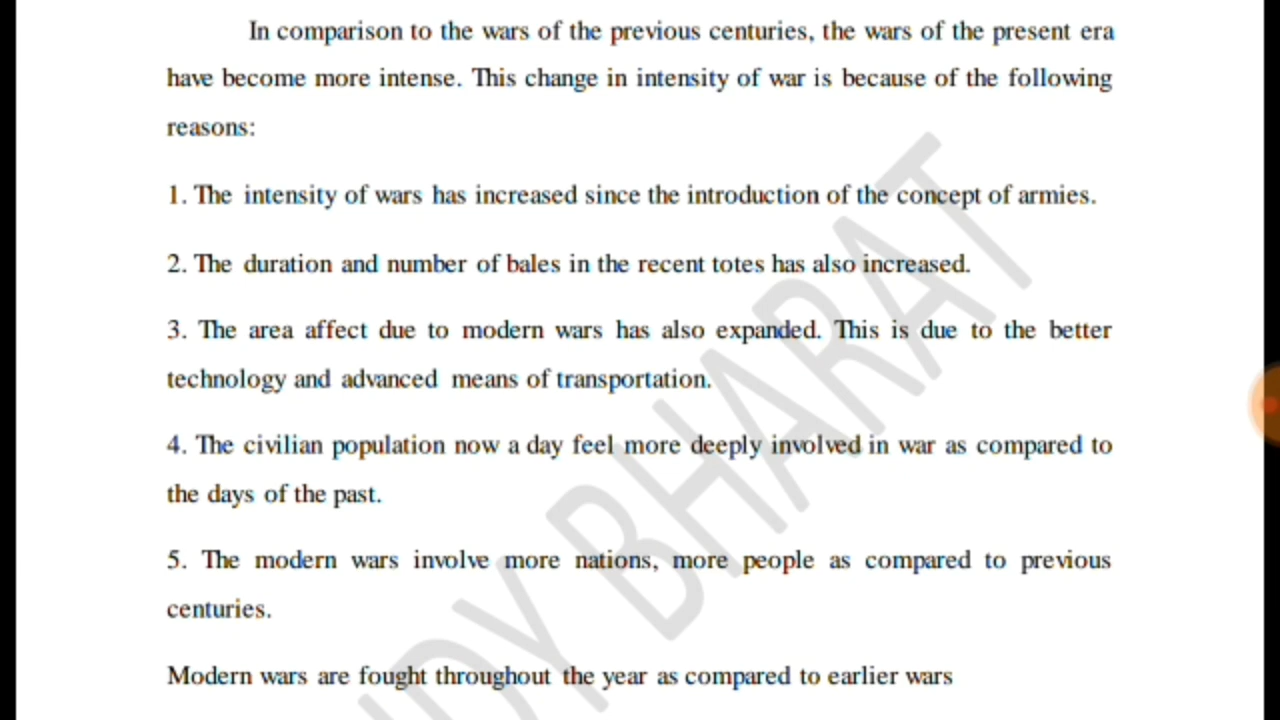 In comparison to the wars of the previous centuries, the wars of the present era
have become more intense. This change in intensity of war is because of the following
reasons:
1. The intensity of wars has increased since the introduction of the concept of armies.
2. The duration and number of bales in the recent totes has also increased.
3. The area affect due to modern wars has also expanded. This is due to the better
technology and advanced means of transportation.
4. The civilian population now a day feel more deeply involved in war as compared to
the days of the past.
5. The modern wars involve more nations, more people as compared to previous
centuries.
Modern wars are fought throughout the year as compared to earlier wars
UDY BHARAT